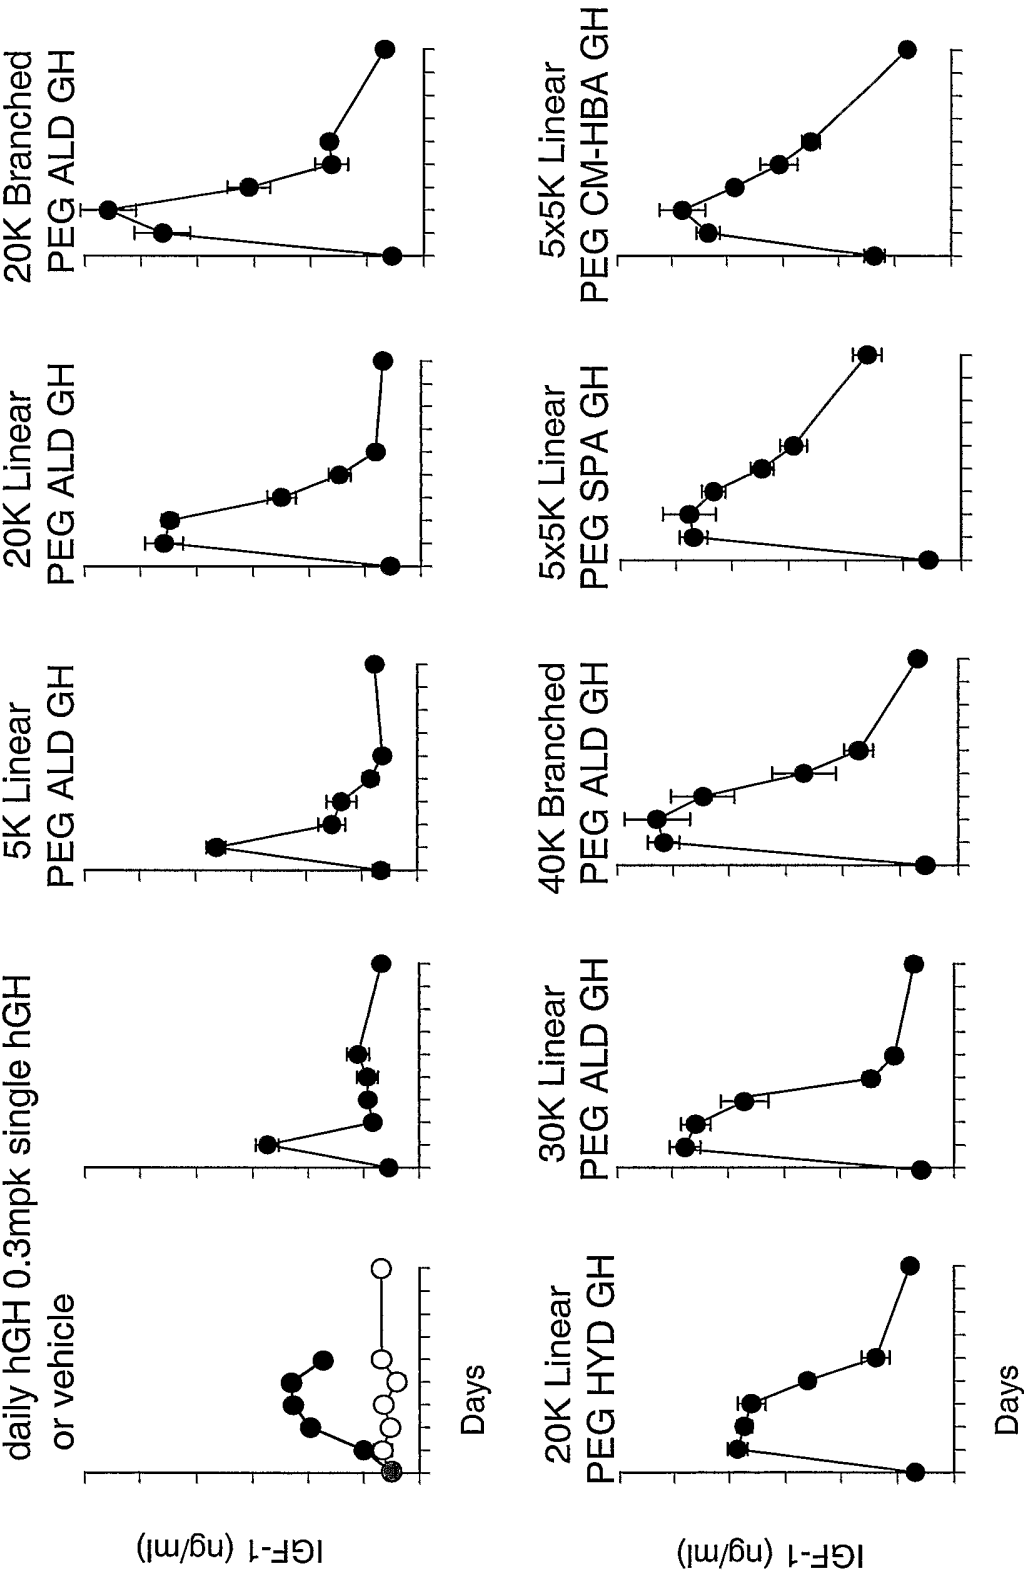 daily hGH 0.3mpk single hGH
or vehicle
5K Linear
PEG ALD GH
20K Linear
PEG ALD GH
20K Branched
PEG ALD GH
IGF-1 (ng/ml)
Days
20K Linear
PEG HYD GH
30K Linear
PEG ALD GH
40K Branched
PEG ALD GH
5x5K Linear
PEG SPA GH
5x5K Linear
PEG CM-HBA GH
IGF-1 (ng/ml)
Days